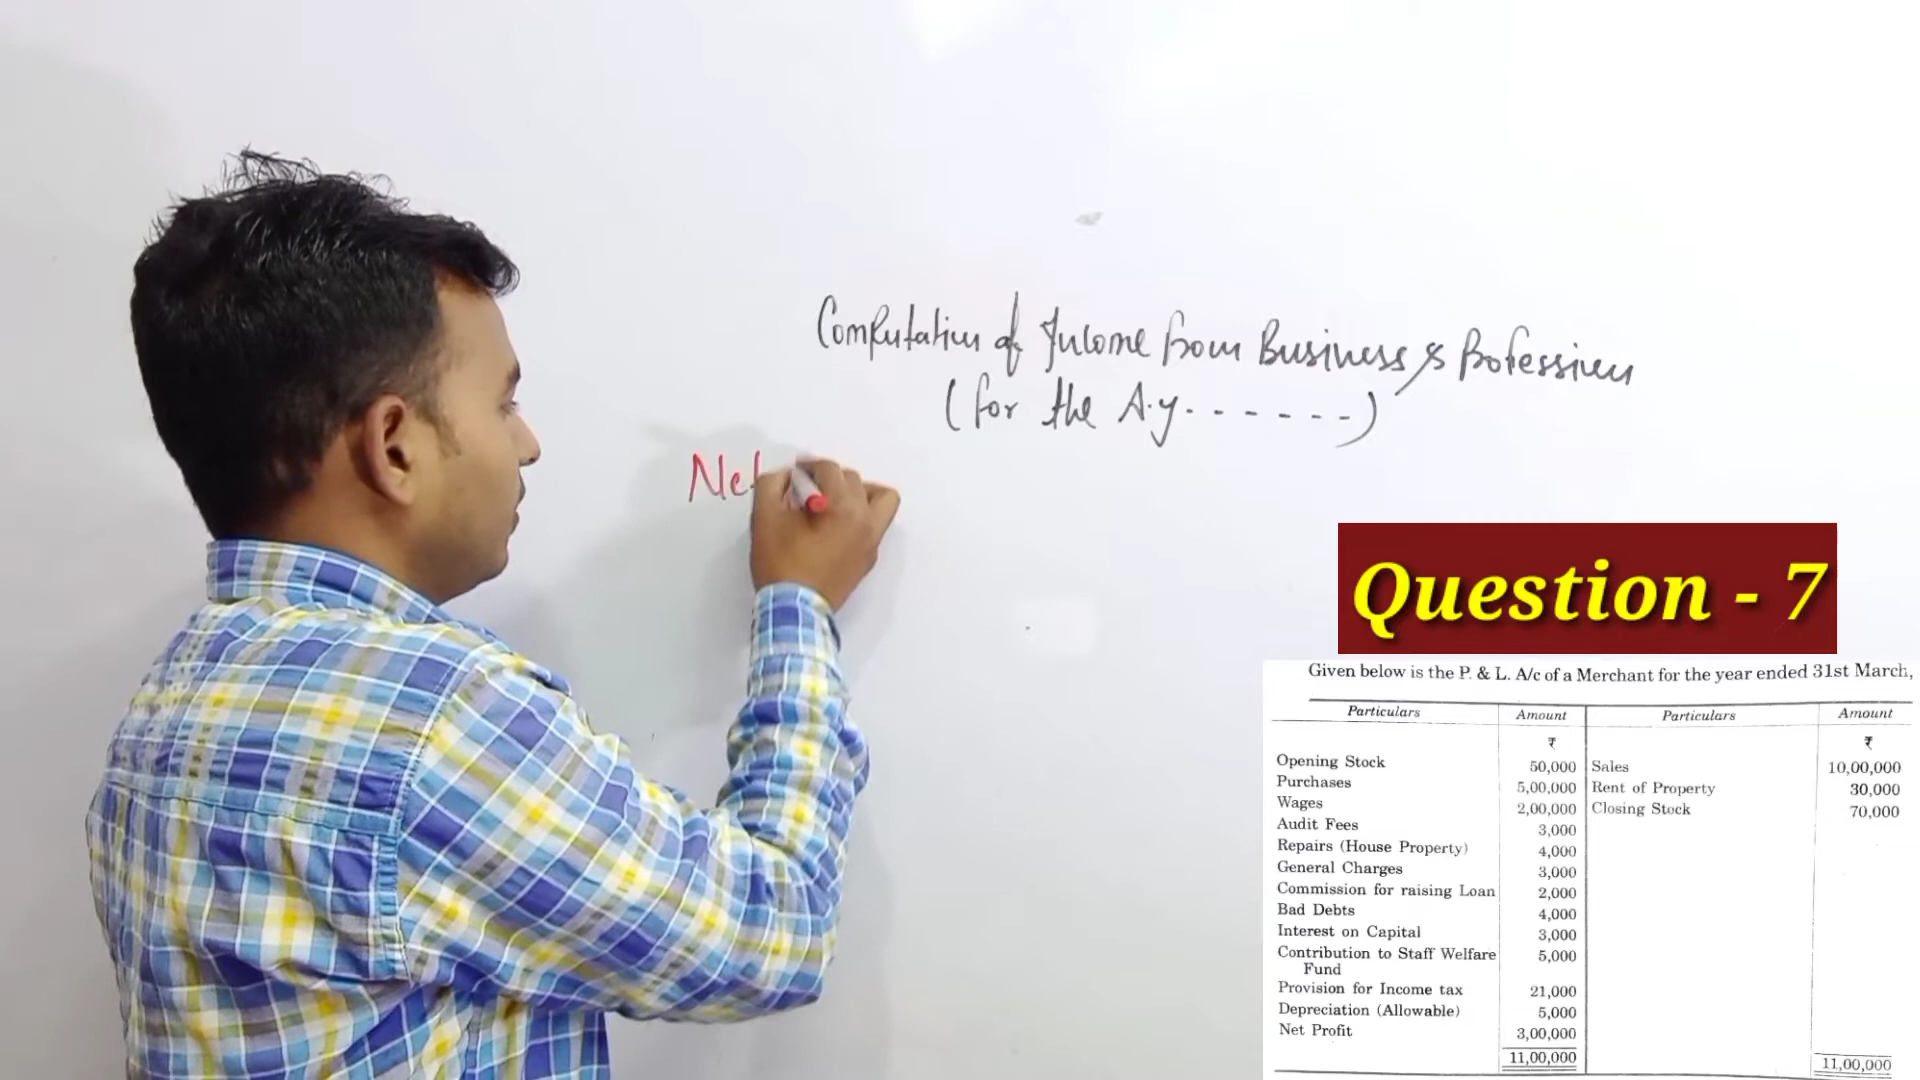 Computation of Income from Business & Profession
(for the A.y. - - - - - -)
Net
Question - 7
Given below is the P. & L. A/c of a Merchant for the year ended 31st March,
Particulars Amount Particulars Amount
₹ ₹
Opening Stock 50,000 Sales 10,00,000
Purchases 5,00,000 Rent of Property 30,000
Wages 2,00,000 Closing Stock 70,000
Audit Fees 3,000
Repairs (House Property) 4,000
General Charges 3,000
Commission for raising Loan 2,000
Bad Debts 4,000
Interest on Capital 3,000
Contribution to Staff Welfare 5,000
Fund
Provision for Income tax 21,000
Depreciation (Allowable) 5,000
Net Profit 3,00,000
11,00,000 11,00,000